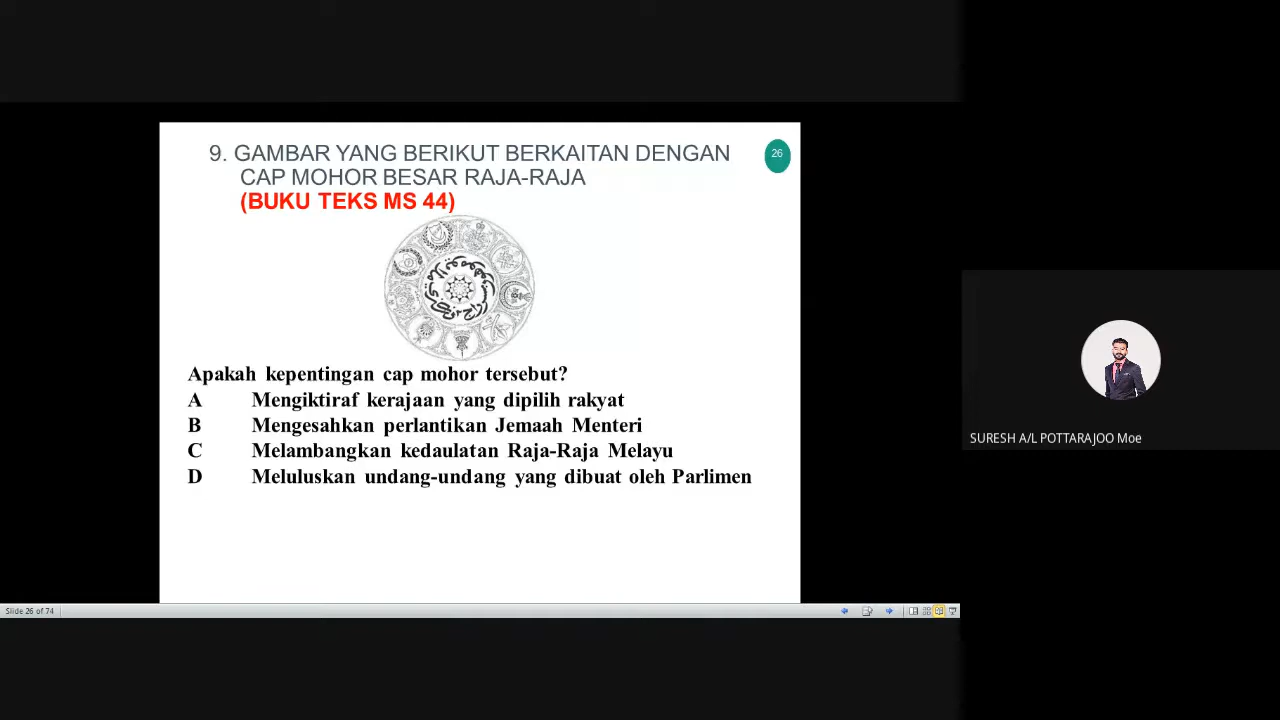 9. GAMBAR YANG BERIKUT BERKAITAN DENGAN
CAP MOHOR BESAR RAJA-RAJA
(BUKU TEKS MS 44)
26
Apakah kepentingan cap mohor tersebut?
A Mengiktiraf kerajaan yang dipilih rakyat
B Mengesahkan perlantikan Jemaah Menteri
C Melambangkan kedaulatan Raja-Raja Melayu
D Meluluskan undang-undang yang dibuat oleh Parlimen
SURESH A/L POTTARAJOO Moe
Slide 26 of 74